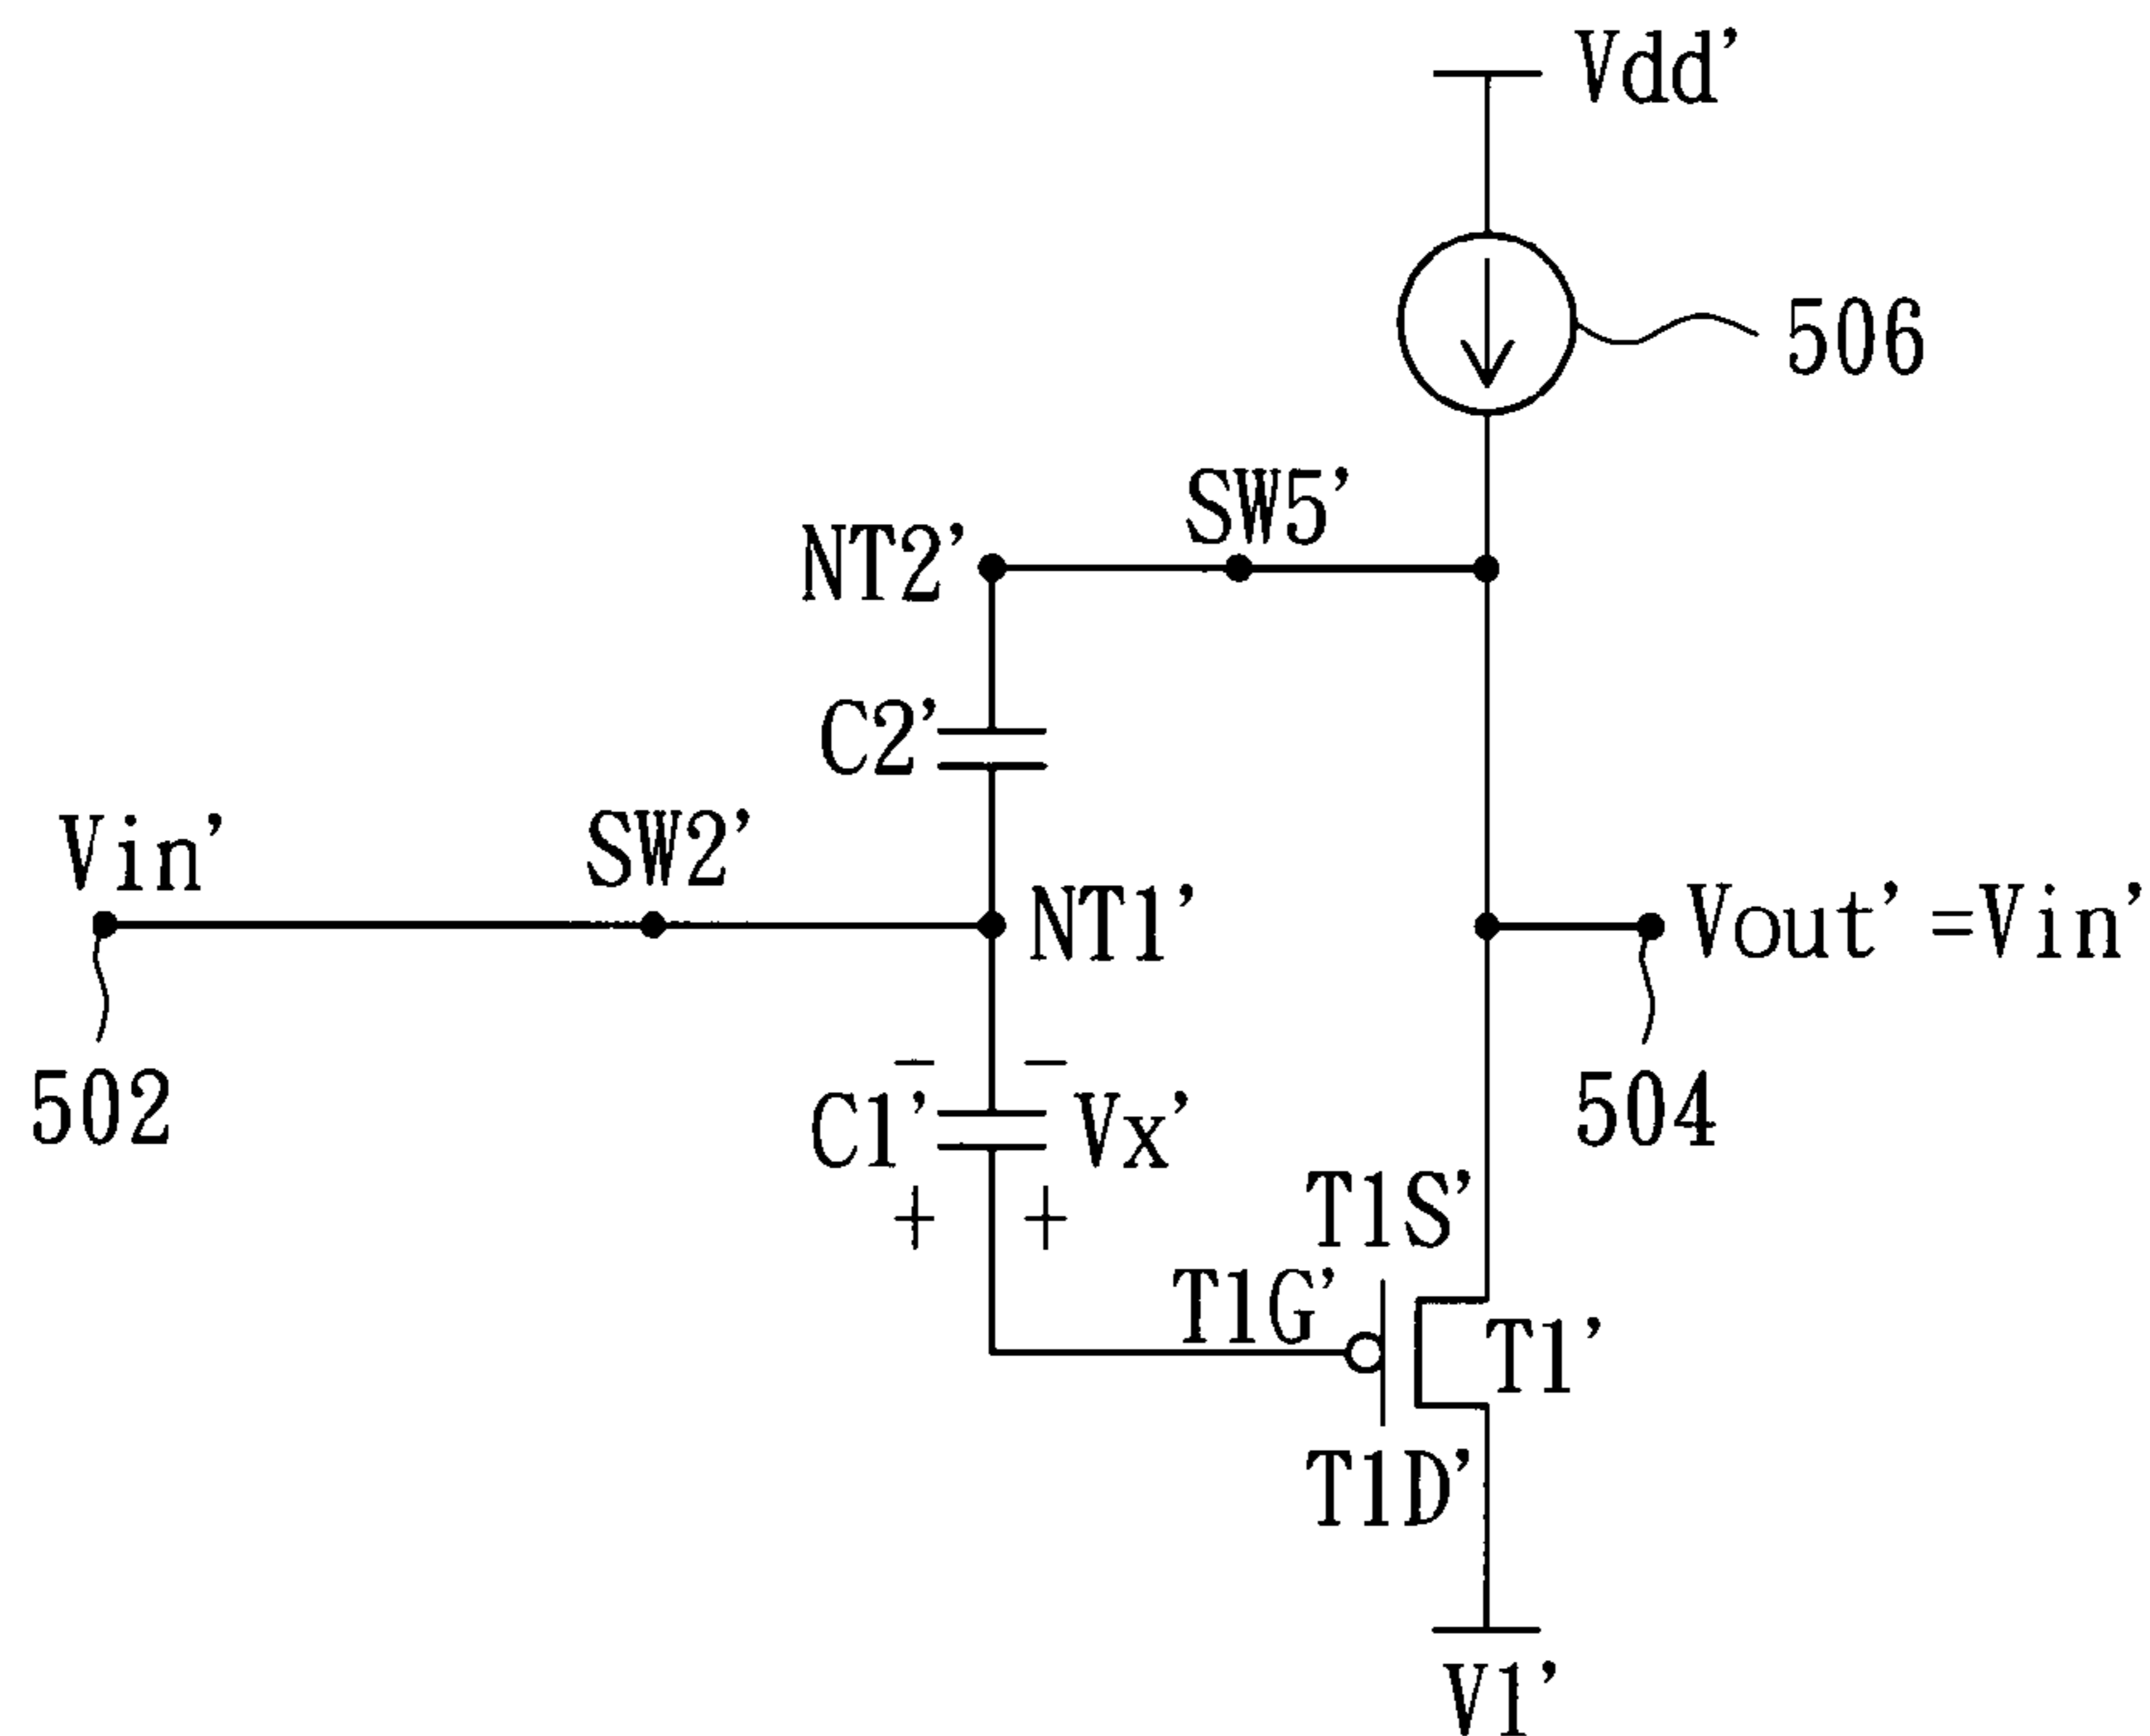 Vdd'
506
SW5'
NT2'
C2'
Vin'
SW2'
NT1'
Vout'=Vin'
502
- -
C1' Vx'
+ +
504
T1S'
T1G'
T1'
T1D'
V1'